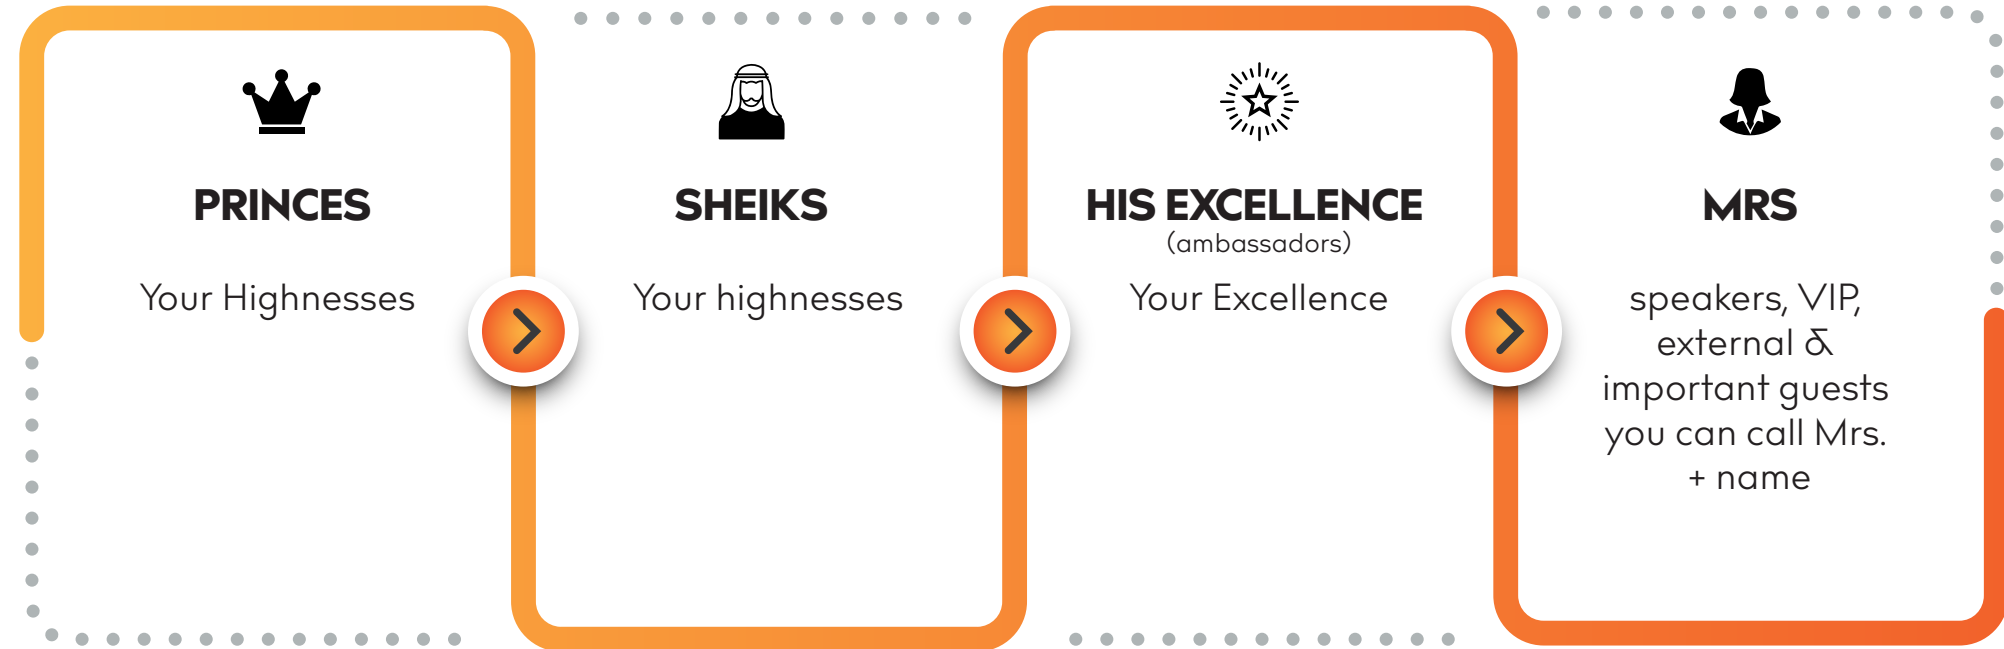 PRINCES
Your Highnesses
SHEIKS
Your highnesses
HIS EXCELLENCE
(ambassadors)
Your Excellence
MRS
speakers, VIP,
external &
important guests
you can call Mrs.
+ name